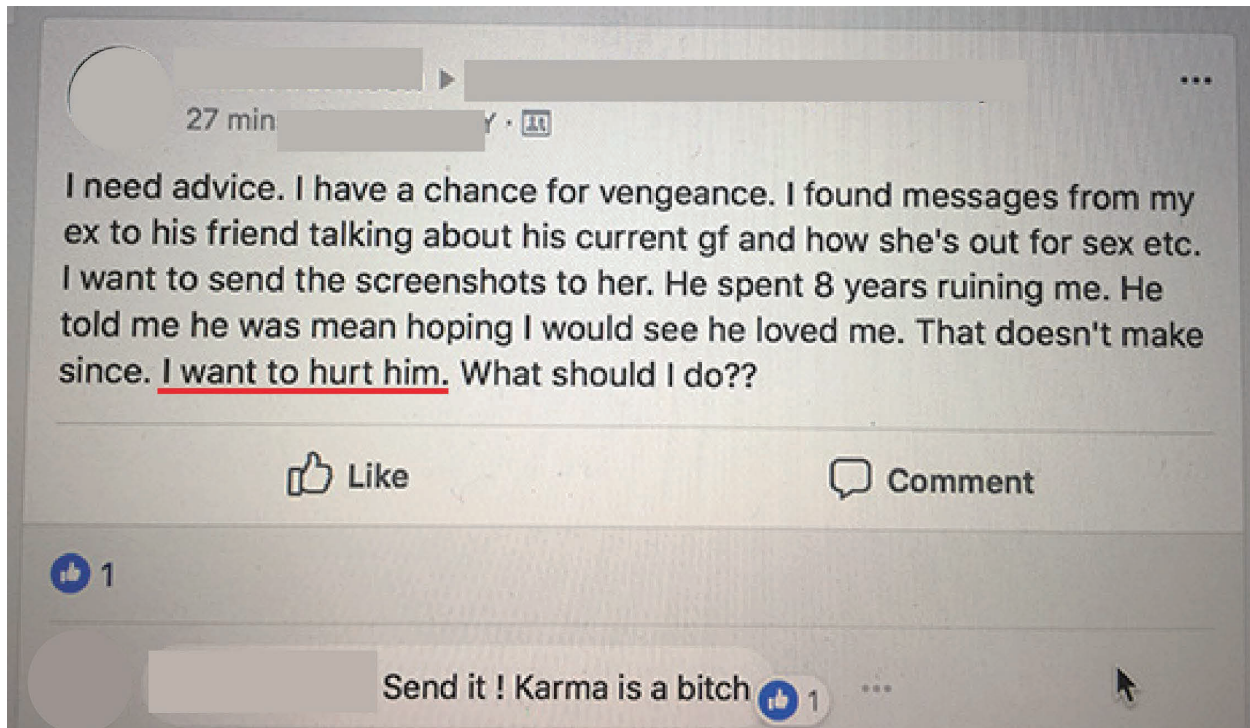 27 min Y ·
I need advice. I have a chance for vengeance. I found messages from my
ex to his friend talking about his current gf and how she's out for sex etc.
I want to send the screenshots to her. He spent 8 years ruining me. He
told me he was mean hoping I would see he loved me. That doesn't make
since. I want to hurt him. What should I do??
Like Comment
1
Send it ! Karma is a bitch 1